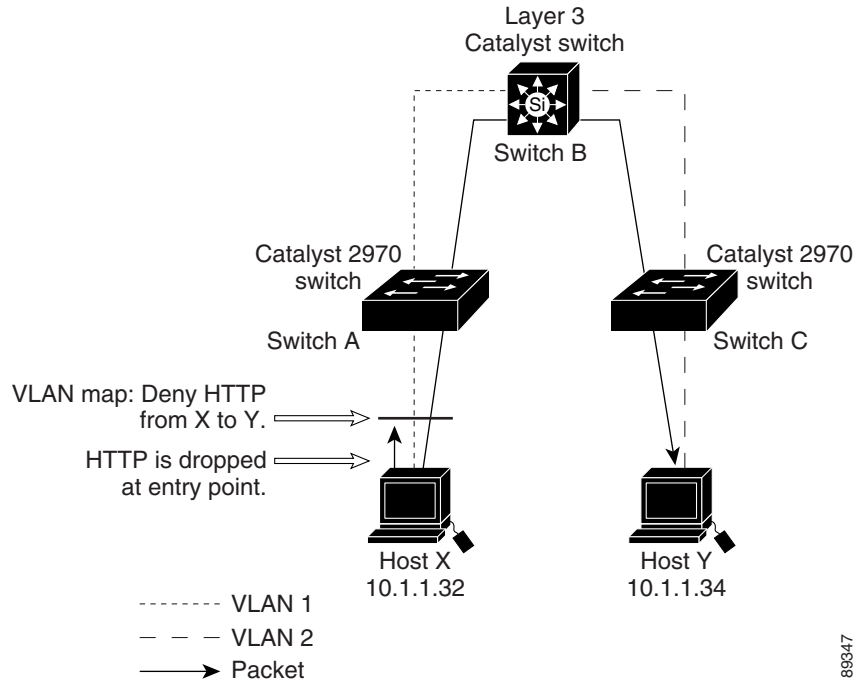 Layer 3
Catalyst switch
Si
Switch B
Catalyst 2970
switch
Catalyst 2970
switch
Switch A
Switch C
VLAN map: Deny HTTP
from X to Y.
HTTP is dropped
at entry point.
Host X
10.1.1.32
Host Y
10.1.1.34
VLAN 1
VLAN 2
Packet
89347